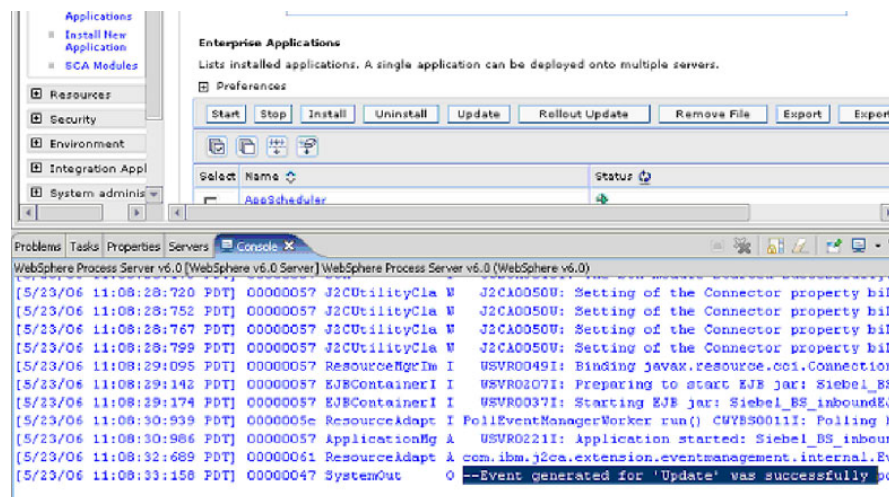 Applications
Install New
Application
SCA Modules
Resources
Security
Environment
Integration Appl
System adminis
Enterprise Applications
Lists installed applications. A single application can be deployed onto multiple servers.
Preferences
Start Stop Install Uninstall Update Rollout Update Remove File Export Export
Select Name Status
AppScheduler
Problems Tasks Properties Servers Console
WebSphere Process Server v6.0 [WebSphere v6.0 Server] WebSphere Process Server v6.0 (WebSphere v6.0)
[5/23/06 11:08:28:720 PDT] 00000057 J2CUtilityCla W J2CA0050W: Setting of the Connector property
[5/23/06 11:08:28:752 PDT] 00000057 J2CUtilityCla W J2CA0050W: Setting of the Connector property
[5/23/06 11:08:28:767 PDT] 00000057 J2CUtilityCla W J2CA0050W: Setting of the Connector property
[5/23/06 11:08:28:799 PDT] 00000057 J2CUtilityCla W J2CA0050W: Setting of the Connector property
[5/23/06 11:08:29:095 PDT] 00000057 ResourceMgrIm I WSVR0049I: Binding javax.resource.cci.Connection
[5/23/06 11:08:29:142 PDT] 00000057 EJBContainerI I WSVR0207I: Preparing to start EJB jar: Siebel_BS
[5/23/06 11:08:29:174 PDT] 00000057 EJBContainerI I WSVR0037I: Starting EJB jar: Siebel_BS_inboundEJ
[5/23/06 11:08:30:939 PDT] 0000005e ResourceAdapt I PollEventManagerWorker run() CWYBS0011I: Polling
[5/23/06 11:08:30:986 PDT] 00000057 ApplicationMg A WSVR0221I: Application started: Siebel_BS_inboun
[5/23/06 11:08:32:689 PDT] 00000061 ResourceAdapt A com.ibm.j2ca.extension.eventmanagement.internal.Ev
[5/23/06 11:08:33:158 PDT] 00000047 SystemOut O --Event generated for 'Update' was successfully